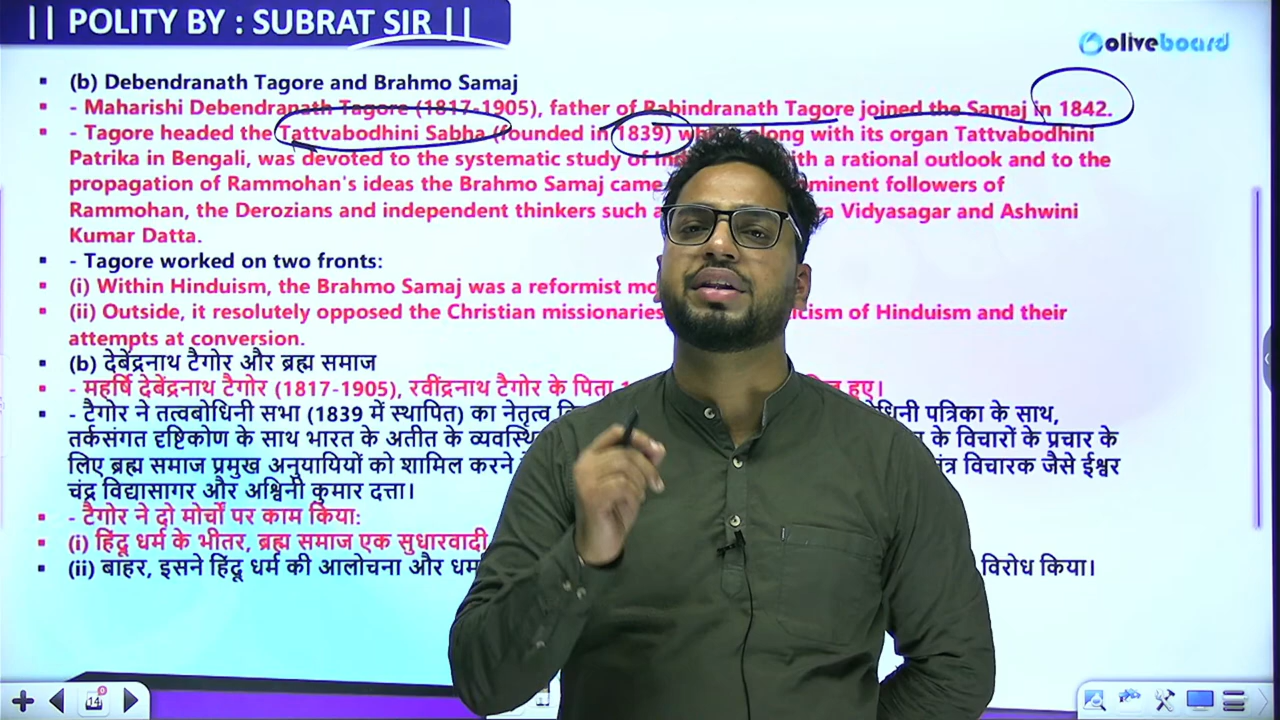 || POLITY BY : SUBRAT SIR ||
oliveboard
(b) Debendranath Tagore and Brahmo Samaj
- Maharishi Debendranath Tagore (1817-1905), father of Rabindranath Tagore joined the Samaj in 1842.
- Tagore headed the Tattvabodhini Sabha (founded in 1839) along with its organ Tattvabodhini
Patrika in Bengali, was devoted to the systematic study of with a rational outlook and to the
propagation of Rammohan's ideas the Brahmo Samaj came followers of
Rammohan, the Derozians and independent thinkers such Vidyasagar and Ashwini
Kumar Datta.
- Tagore worked on two fronts:
(i) Within Hinduism, the Brahmo Samaj was a reformist
(ii) Outside, it resolutely opposed the Christian missionaries of Hinduism and their
attempts at conversion.
(b) देबेंद्रनाथ टैगोर और ब्रह्म समाज
- महर्षि देबेंद्रनाथ टैगोर (1817-1905), रवींद्रनाथ टैगोर के पिता हुए।
- टैगोर ने तत्वबोधिनी सभा (1839 में स्थापित) का नेतृत्व पत्रिका के साथ,
तर्कसंगत दृष्टिकोण के साथ भारत के अतीत के के विचारों के प्रचार के
लिए ब्रह्म समाज प्रमुख अनुयायियों को शामिल करने विचारक जैसे ईश्वर
चंद्र विद्यासागर और अश्विनी कुमार दत्ता।
- टैगोर ने दो मोर्चों पर काम किया:
(i) हिंदू धर्म के भीतर, ब्रह्म समाज एक सुधारवादी
(ii) बाहर, इसने हिंदू धर्म की आलोचना और विरोध किया।
14